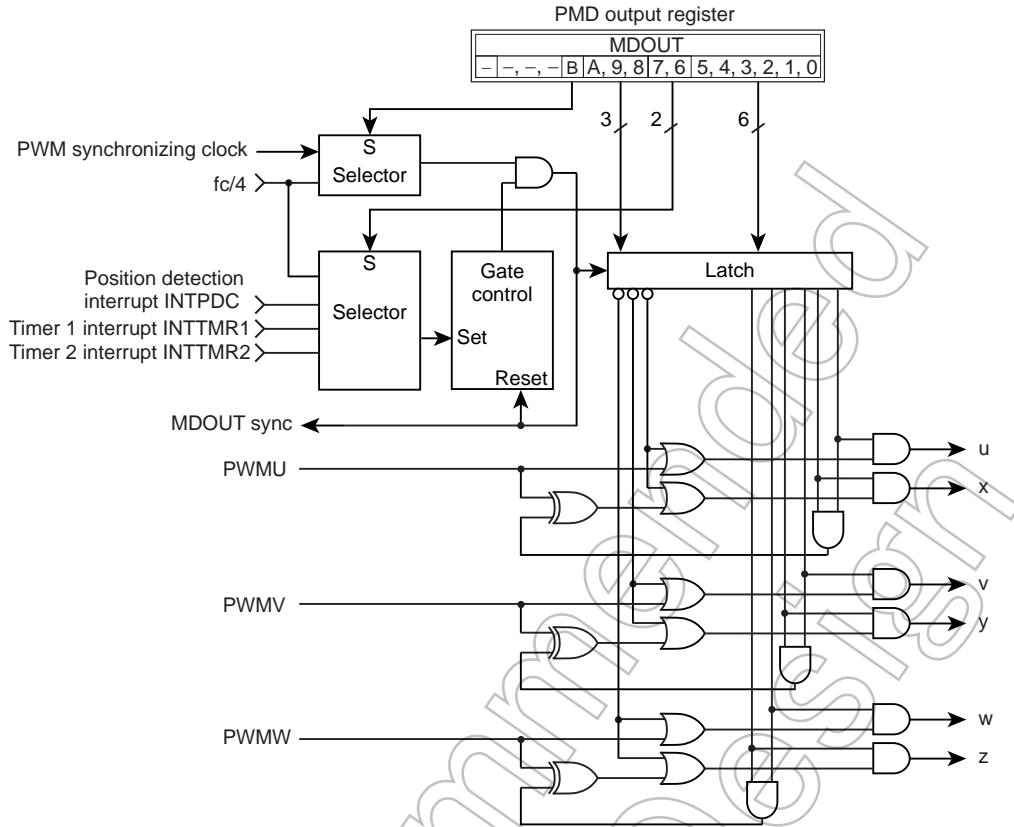 PMD output register
MDOUT
– –, –, – B A, 9, 8 7, 6 5, 4, 3, 2, 1, 0
3 2 6
PWM synchronizing clock
S
Selector
fc/4
S
Selector
Gate
control
Set
Reset
Latch
Position detection
interrupt INTPDC
Timer 1 interrupt INTTMR1
Timer 2 interrupt INTTMR2
MDOUT sync
PWMU
u
x
PWMV
v
y
PWMW
w
z
mmended
esign